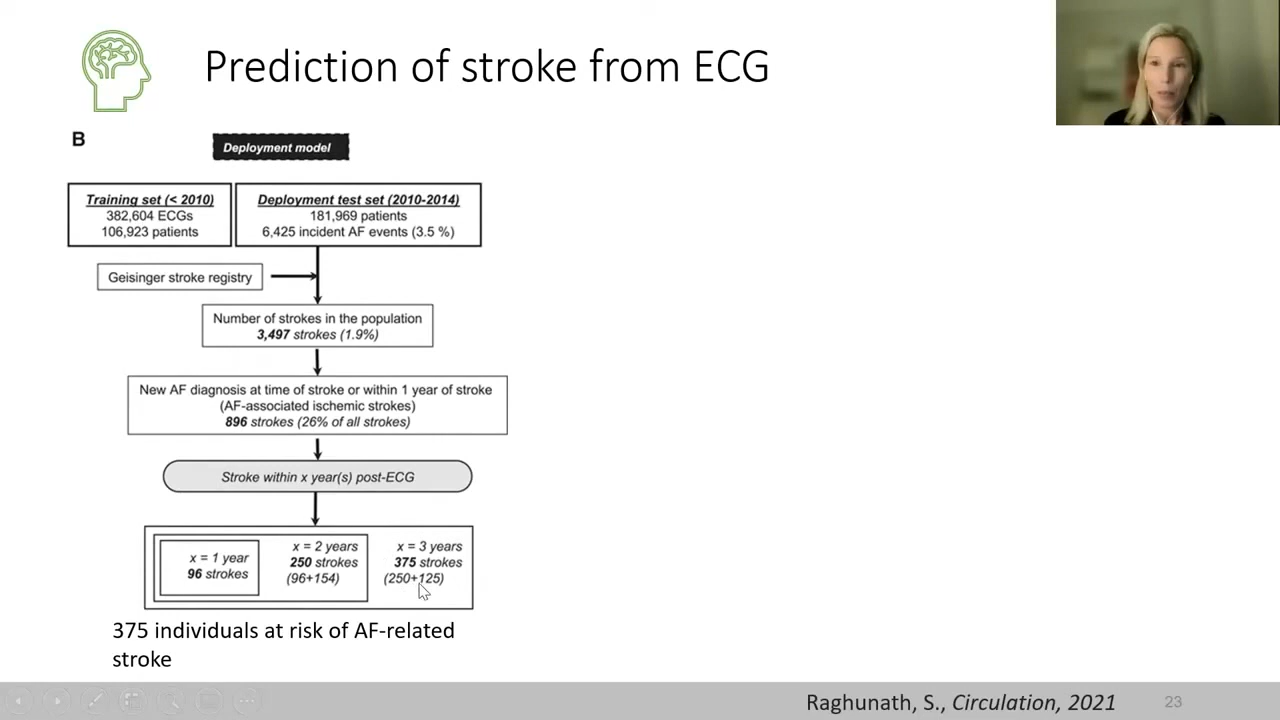 Prediction of stroke from ECG
B
Deployment model
Training set (< 2010)
382,604 ECGs
106,923 patients
Deployment test set (2010-2014)
181,969 patients
6,425 incident AF events (3.5 %)
Geisinger stroke registry
Number of strokes in the population
3,497 strokes (1.9%)
New AF diagnosis at time of stroke or within 1 year of stroke
(AF-associated ischemic strokes)
896 strokes (26% of all strokes)
Stroke within x year(s) post-ECG
x = 1 year
96 strokes
x = 2 years
250 strokes
(96+154)
x = 3 years
375 strokes
(250+125)
375 individuals at risk of AF-related
stroke
Raghunath, S., Circulation, 2021
23